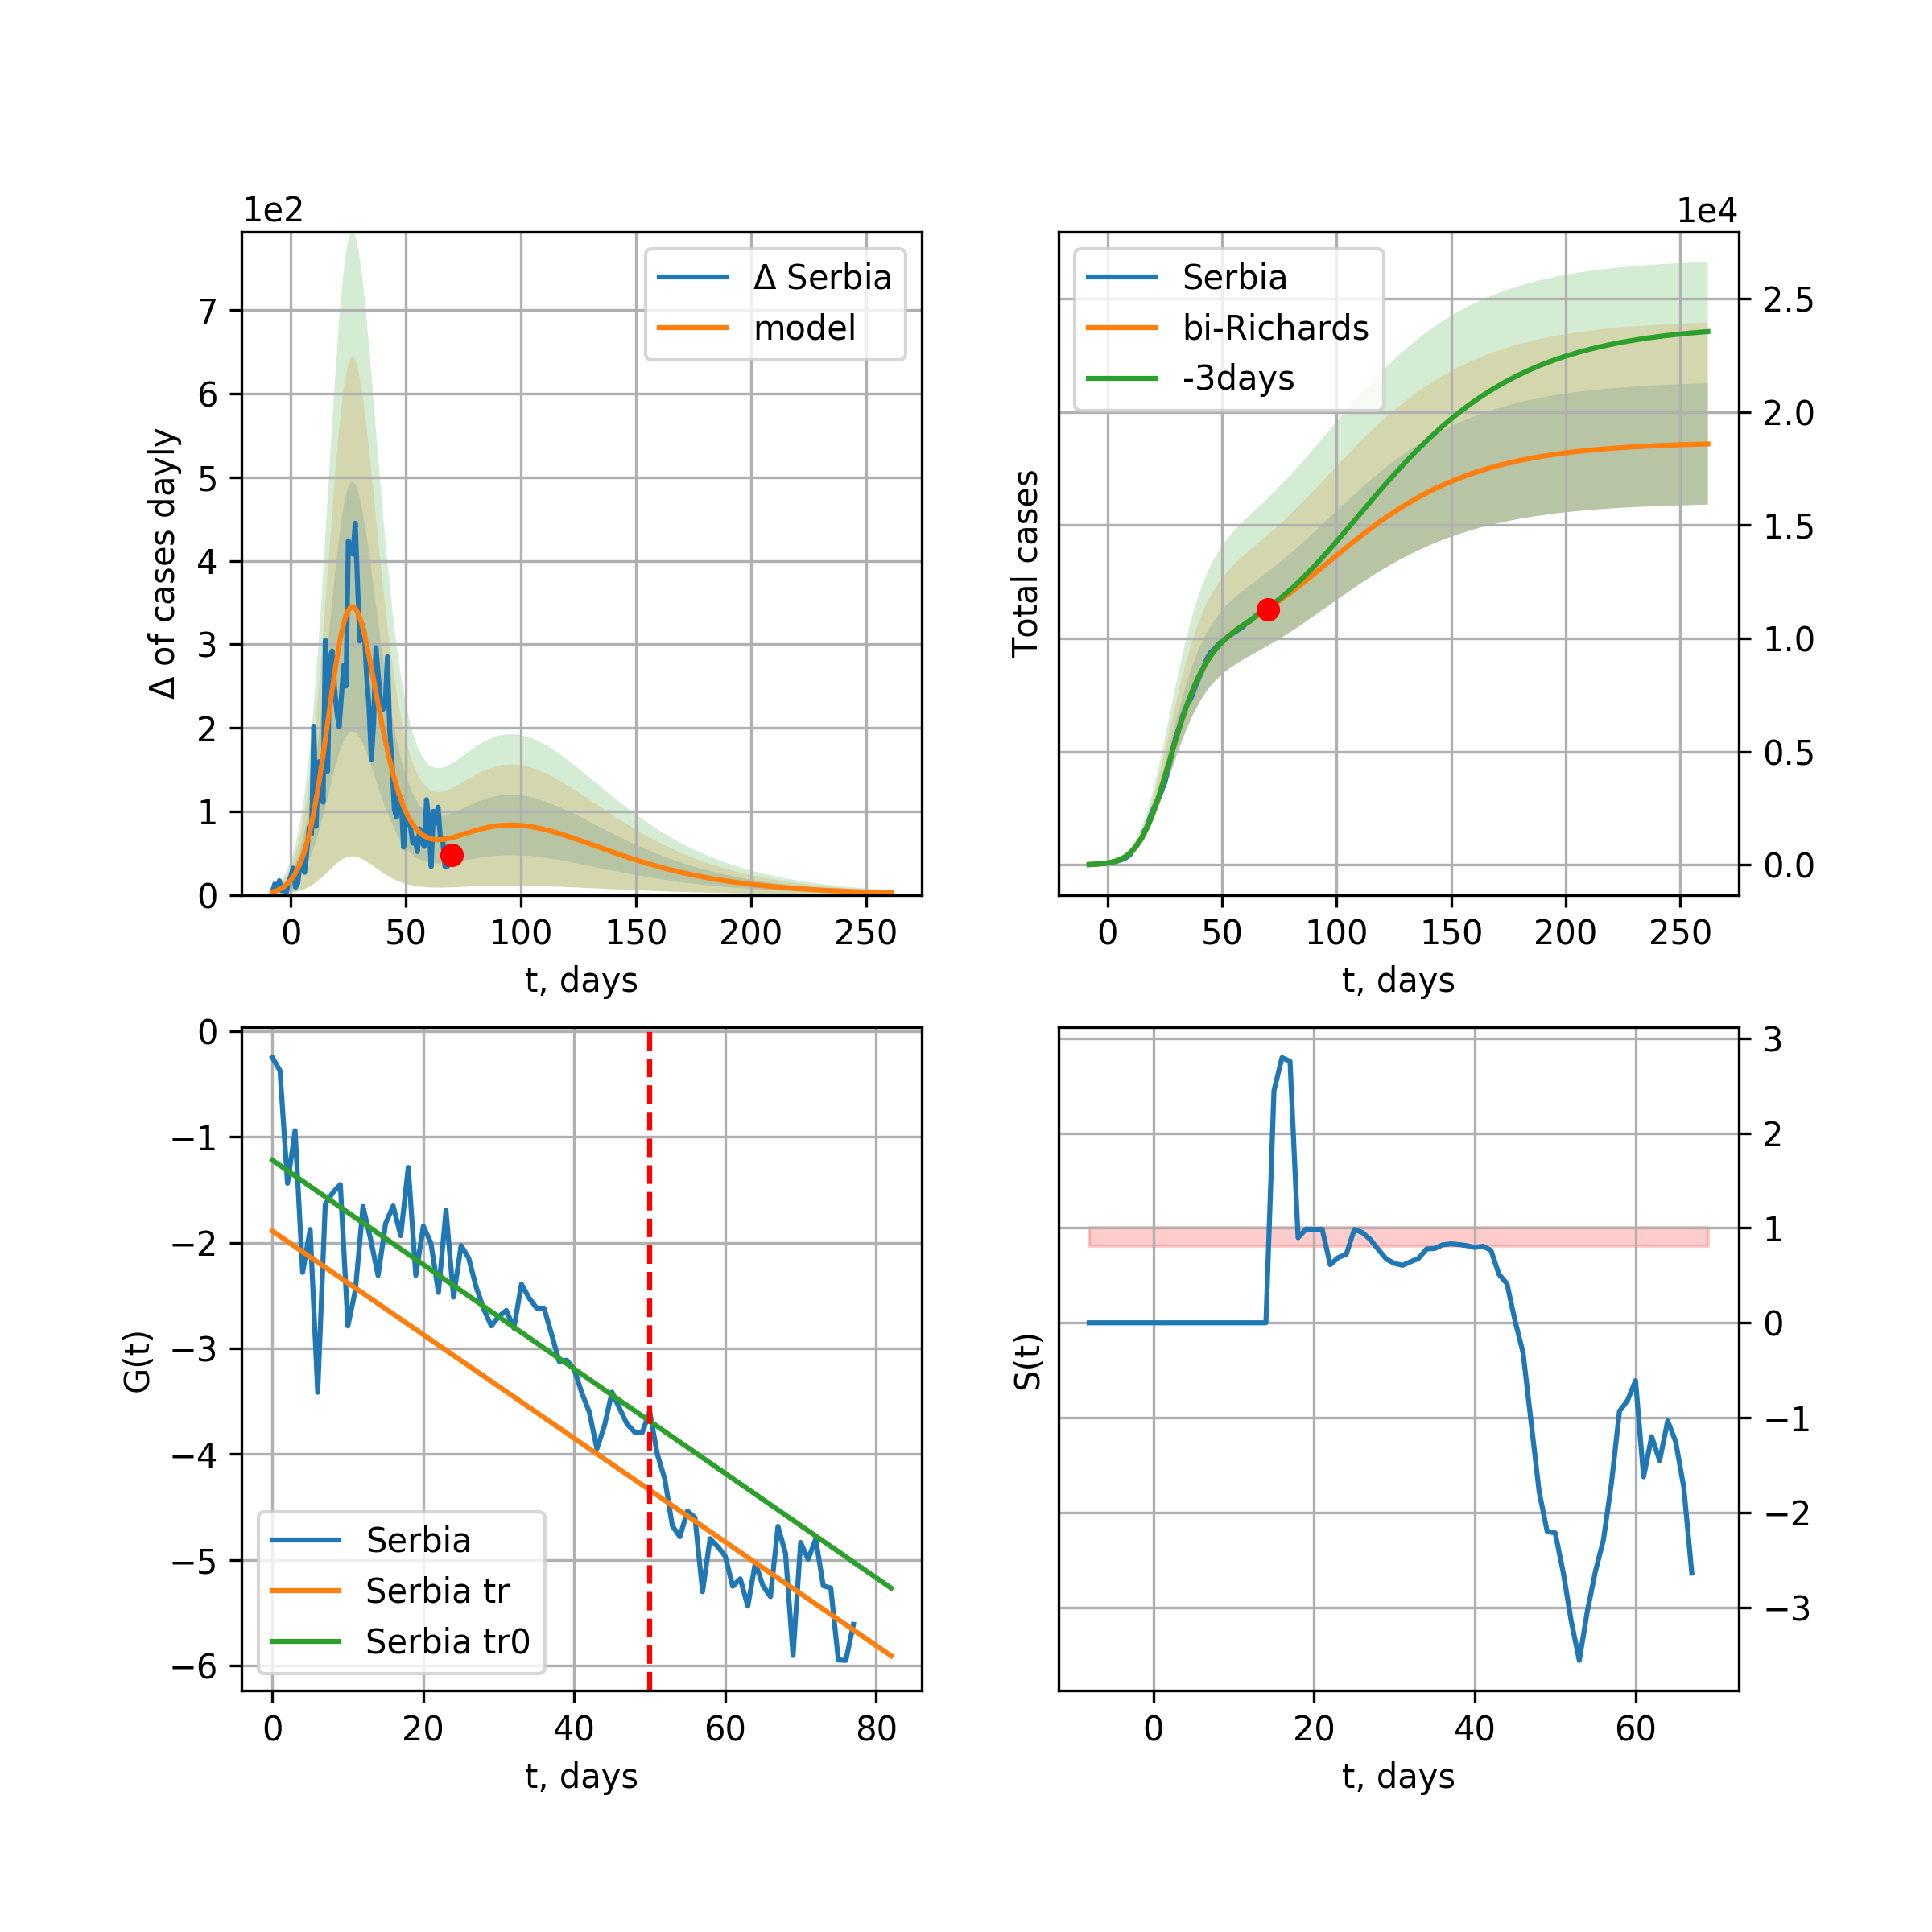 1e2
Δ of cases dayly
7
6
5
4
3
2
1
0
0 50 100 150 200 250
t, days
Δ Serbia
model
1e4
Total cases
2.5
2.0
1.5
1.0
0.5
0.0
0 50 100 150 200 250
t, days
Serbia
bi-Richards
-3days
G(t)
0
−1
−2
−3
−4
−5
−6
0 20 40 60 80
t, days
Serbia
Serbia tr
Serbia tr0
S(t)
3
2
1
0
−1
−2
−3
0 20 40 60
t, days